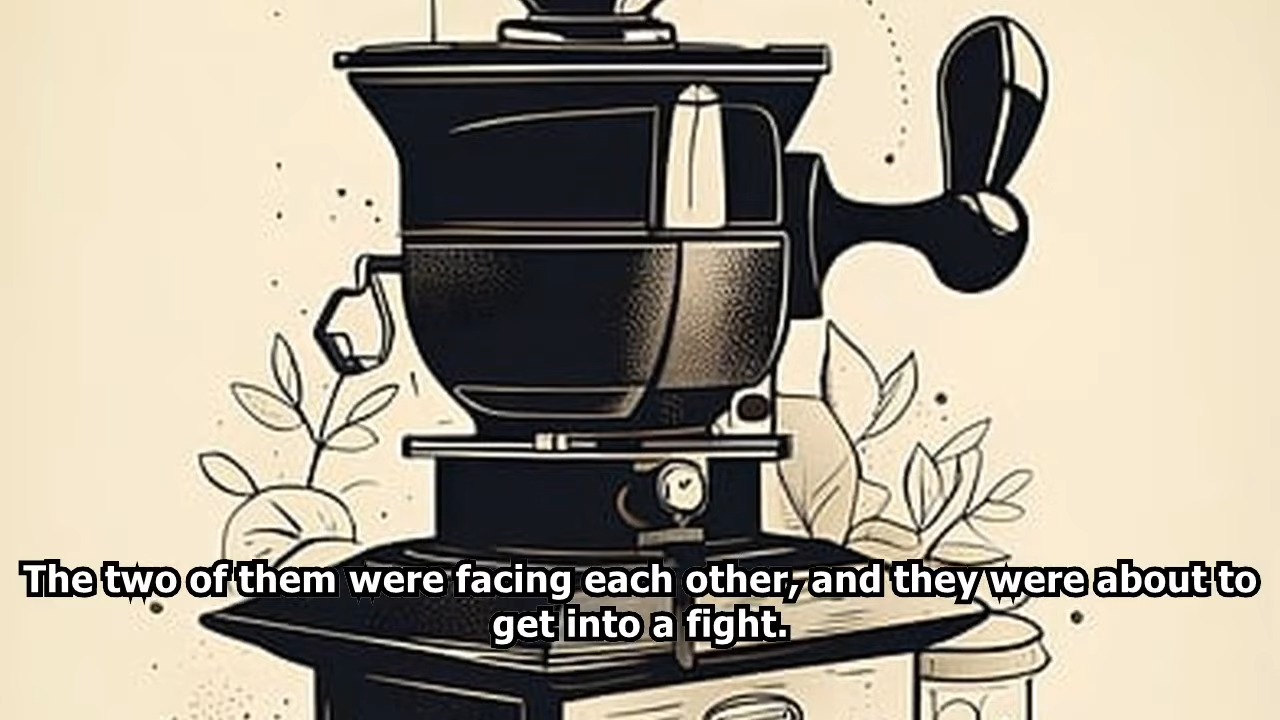 The two of them were facing each other, and they were about to
get into a fight.